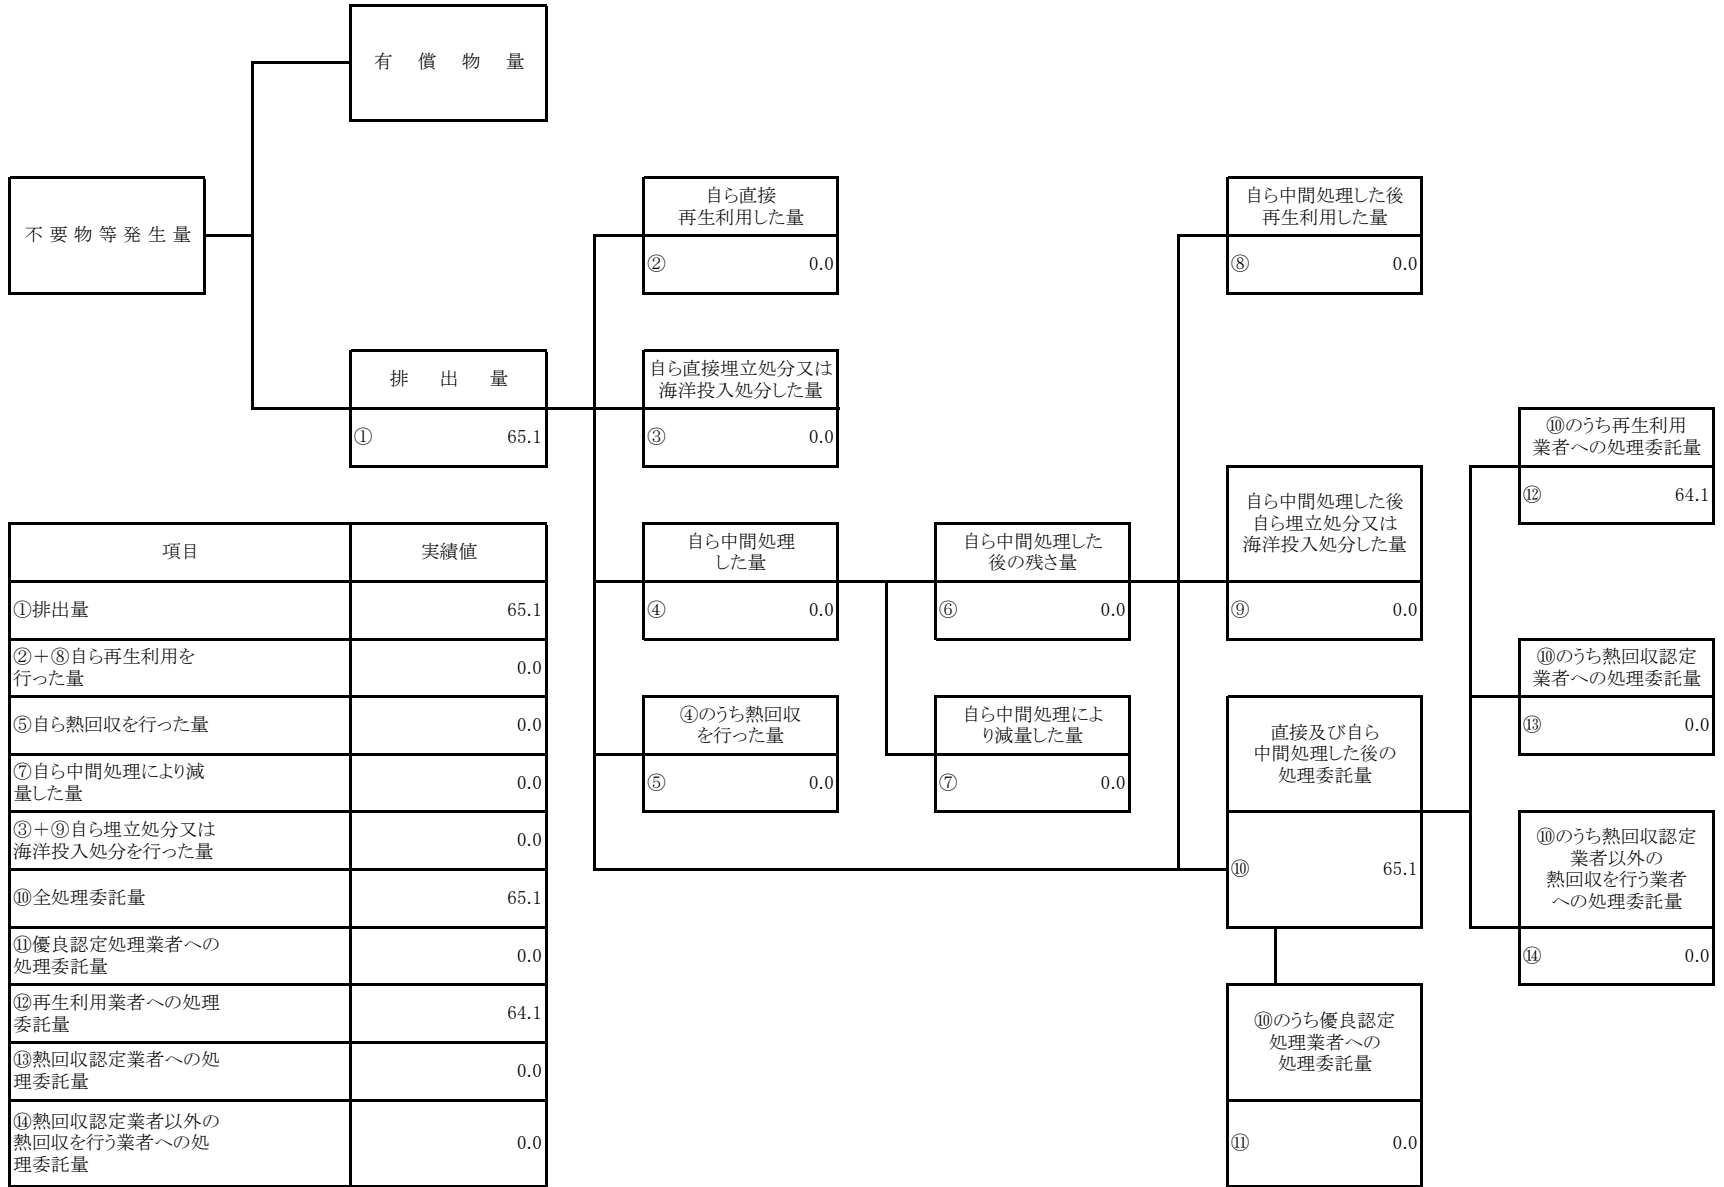 有 償 物 量
不要物等発生量
排 出 量
① 65.1
自ら直接
再生利用した量
② 0.0
自ら直接埋立処分又は
海洋投入処分した量
③ 0.0
自ら中間処理
した量
④ 0.0
④のうち熱回収
を行った量
⑤ 0.0
自ら中間処理した
後の残さ量
⑥ 0.0
自ら中間処理によ
り減量した量
⑦ 0.0
自ら中間処理した後
再生利用した量
⑧ 0.0
自ら中間処理した後
自ら埋立処分又は
海洋投入処分した量
⑨ 0.0
直接及び自ら
中間処理した後の
処理委託量
⑩ 65.1
⑩のうち優良認定
処理業者への
処理委託量
⑪ 0.0
⑩のうち再生利用
業者への処理委託量
⑫ 64.1
⑩のうち熱回収認定
業者への処理委託量
⑬ 0.0
⑩のうち熱回収認定
業者以外の
熱回収を行う業者
への処理委託量
⑭ 0.0
項目 実績値
①排出量 65.1
②＋⑧自ら再生利用を
行った量 0.0
⑤自ら熱回収を行った量 0.0
⑦自ら中間処理により減
量した量 0.0
③＋⑨自ら埋立処分又は
海洋投入処分を行った量 0.0
⑩全処理委託量 65.1
⑪優良認定処理業者への
処理委託量 0.0
⑫再生利用業者への処理
委託量 64.1
⑬熱回収認定業者への処
理委託量 0.0
⑭熱回収認定業者以外の
熱回収を行う業者への処
理委託量 0.0